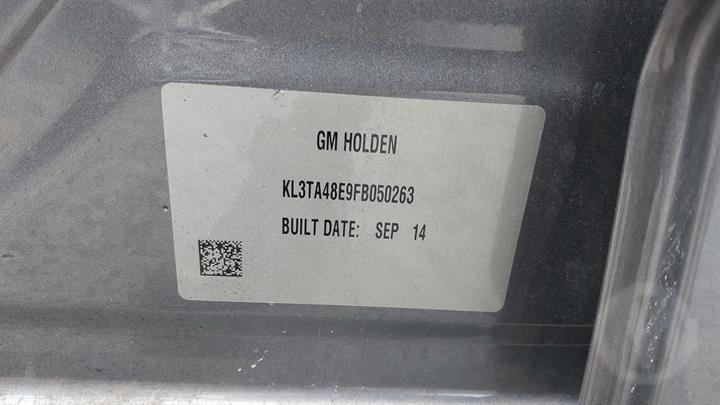 GM HOLDEN
KL3TA48E9FB050263
BUILT DATE: SEP 14